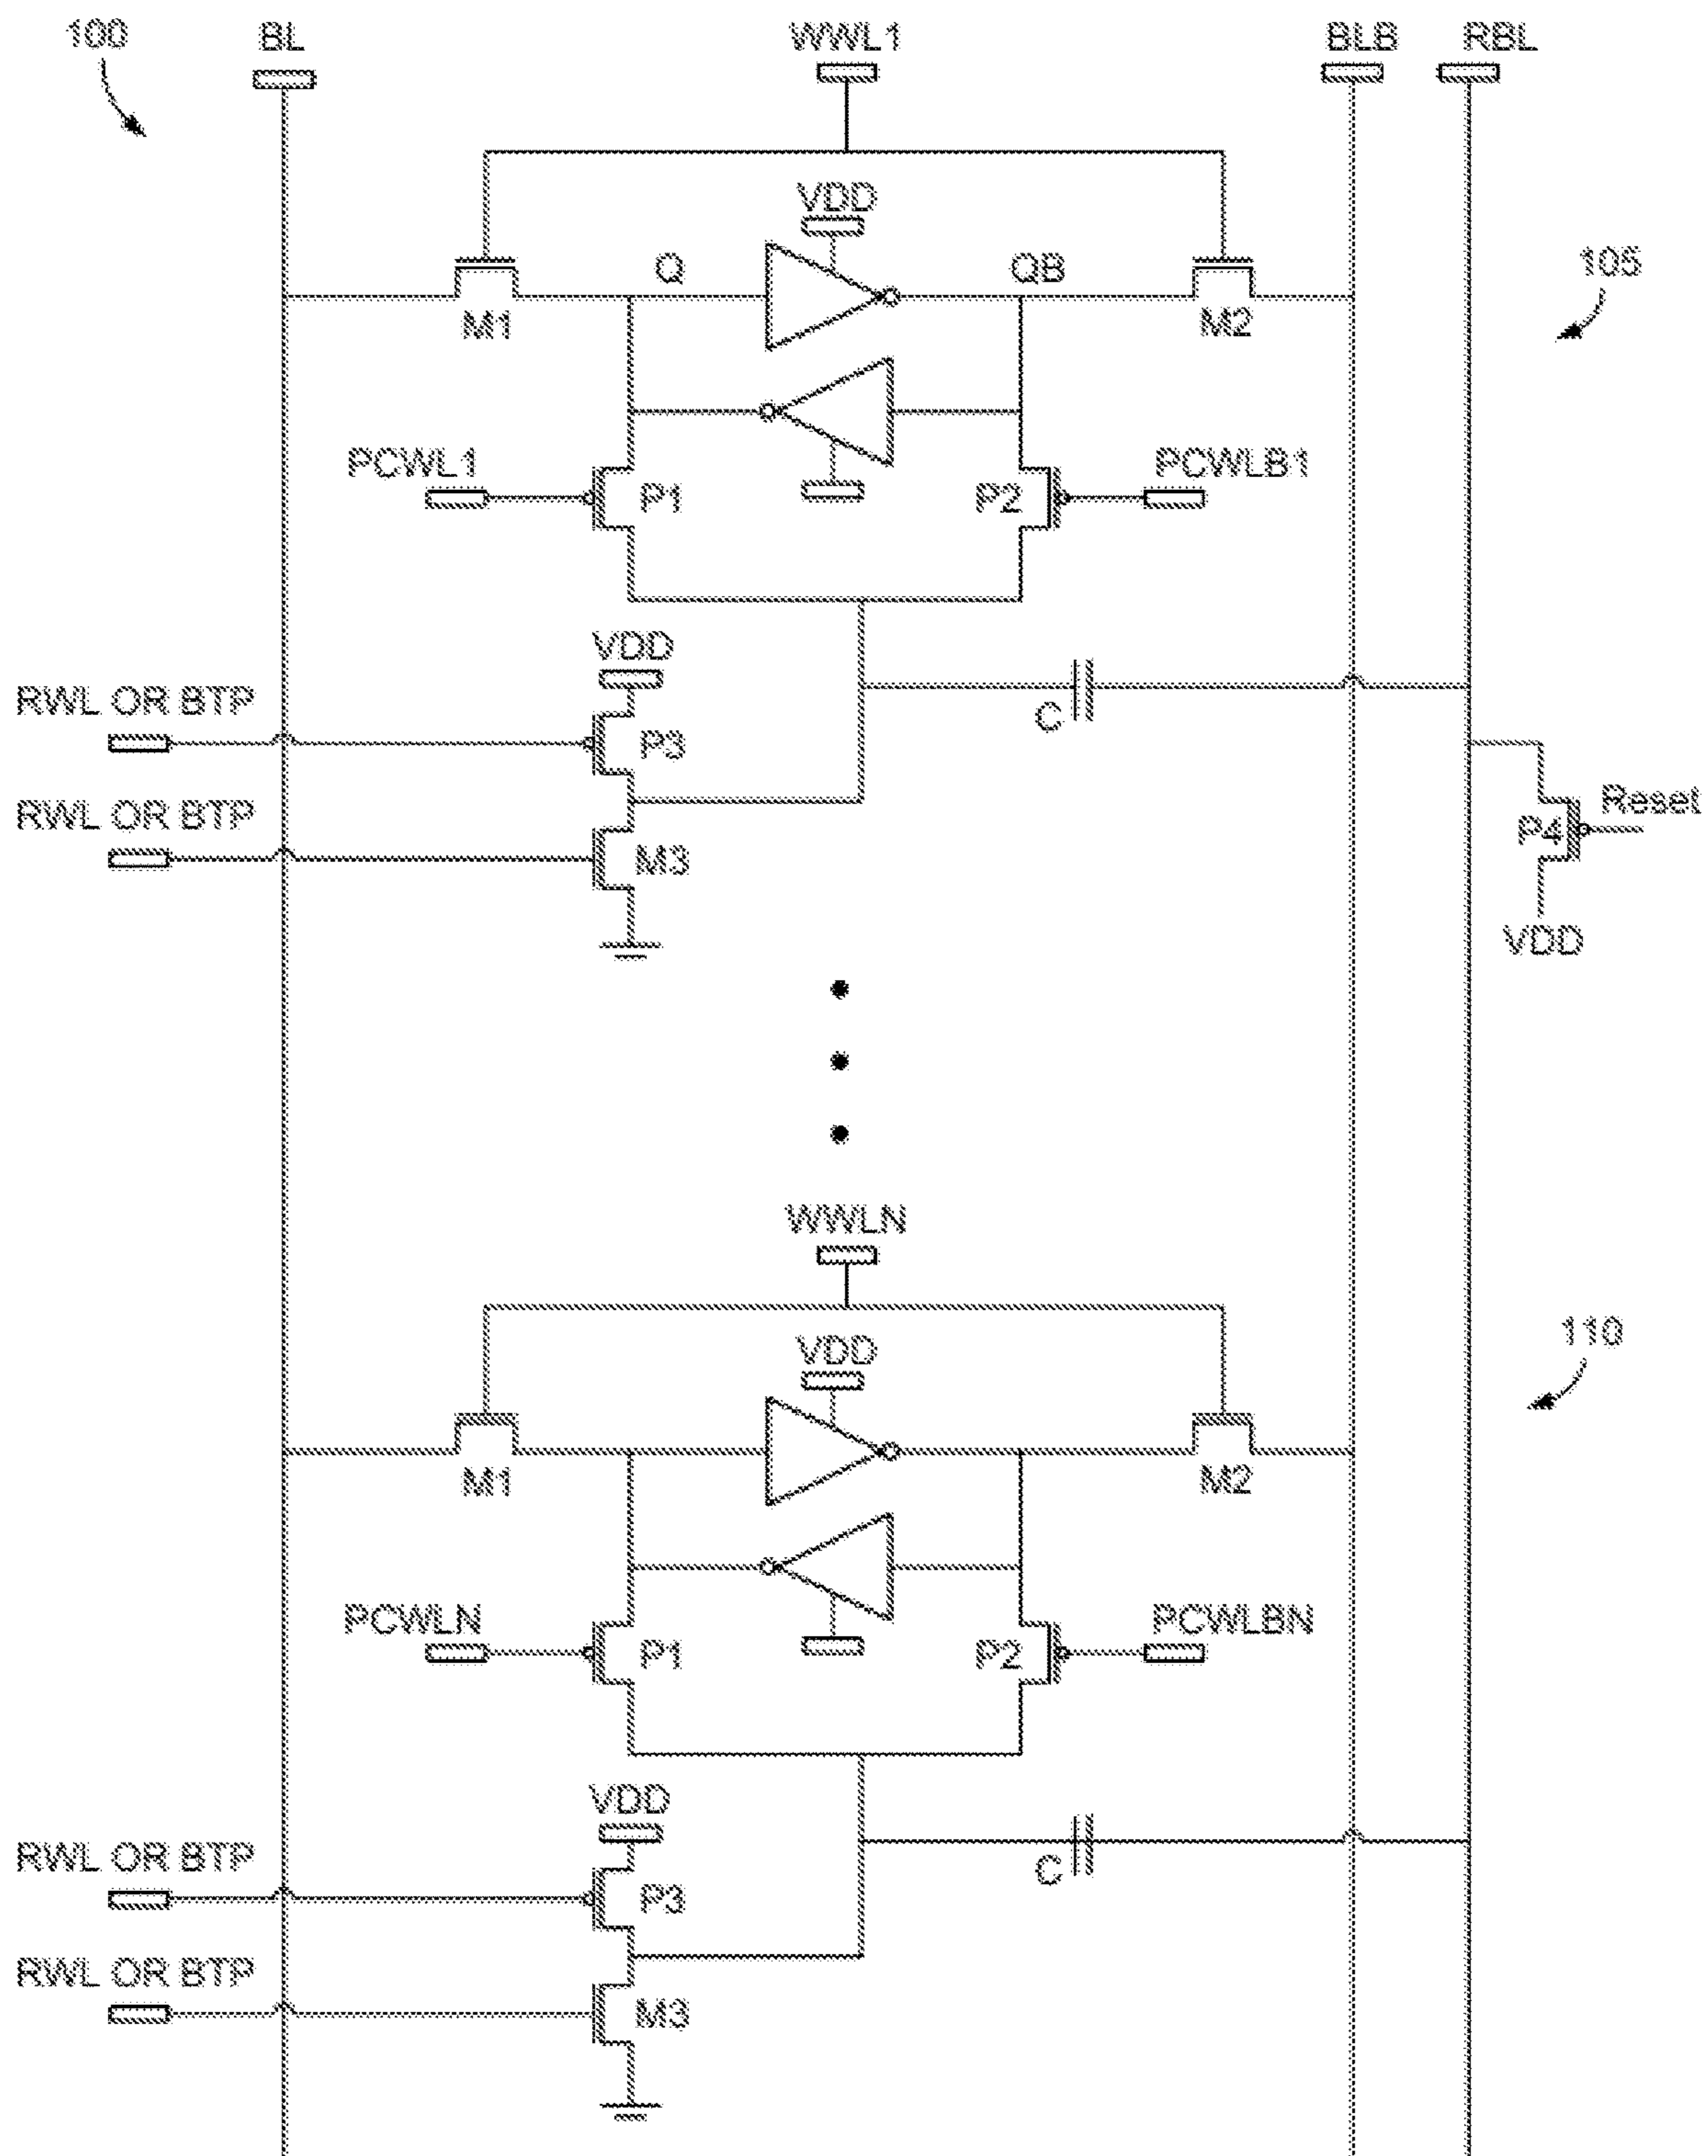 100 BL WWL1 BLB RBL
VDD
Q QB 105
M1 M2
PCWL1 P1 P2 PCWLB1
VDD
RWL OR BTP
P3 C
RWL OR BTP Reset
P4
M3
VDD
WWLN
VDD 110
M1 M2
PCWLN P1 P2 PCWLBN
VDD
RWL OR BTP
P3 C
RWL OR BTP
M3